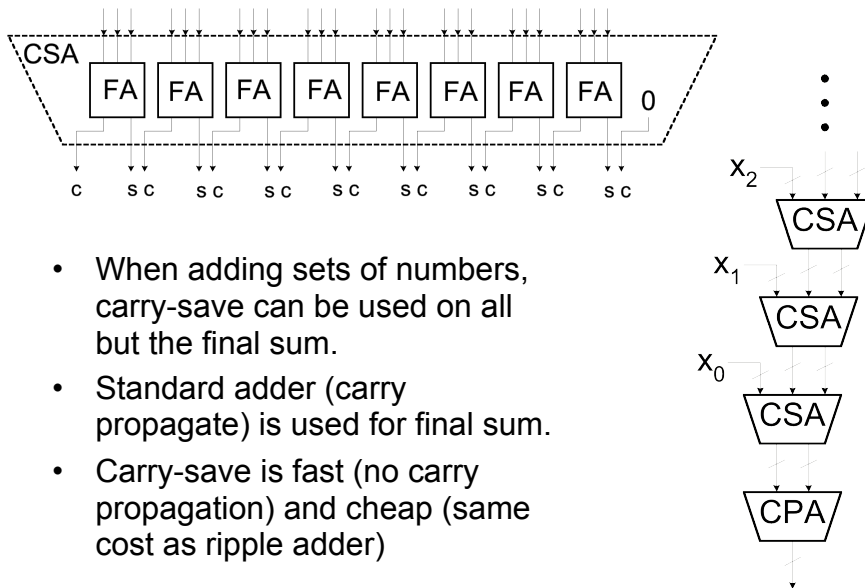 CSA
FA FA FA FA FA FA FA FA 0
c s c s c s c s c s c s c s c s c
• When adding sets of numbers,
carry-save can be used on all
but the final sum.
• Standard adder (carry
propagate) is used for final sum.
• Carry-save is fast (no carry
propagation) and cheap (same
cost as ripple adder)
x₂
CSA
x₁
CSA
x₀
CSA
CPA